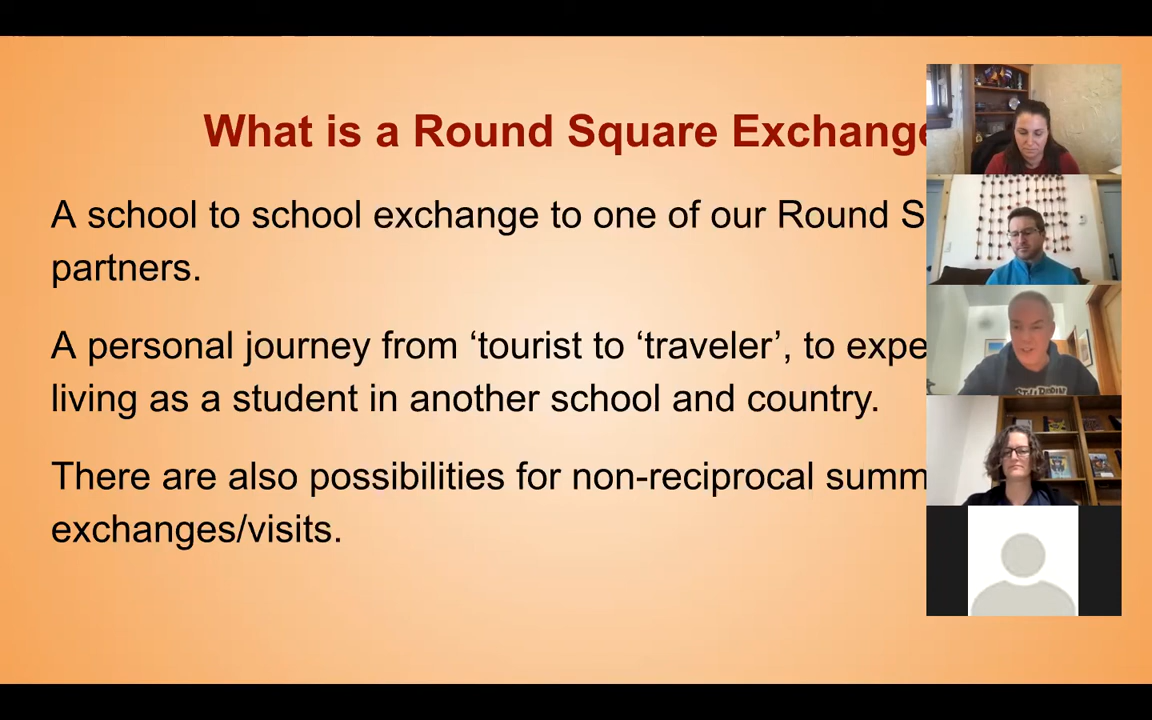 What is a Round Square Exchange
A school to school exchange to one of our Round S
partners.
A personal journey from ‘tourist to ‘traveler’, to expe
living as a student in another school and country.
There are also possibilities for non-reciprocal summ
exchanges/visits.